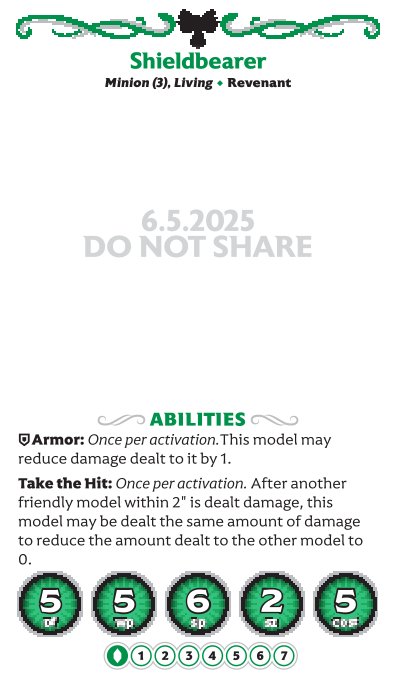 Shieldbearer
Minion (3), Living • Revenant
6.5.2025
DO NOT SHARE
ABILITIES
Armor: Once per activation.This model may
reduce damage dealt to it by 1.
Take the Hit: Once per activation. After another
friendly model within 2" is dealt damage, this
model may be dealt the same amount of damage
to reduce the amount dealt to the other model to
0.
5 5 6 2 5
Df Wp Sp Sz Cost
1 2 3 4 5 6 7